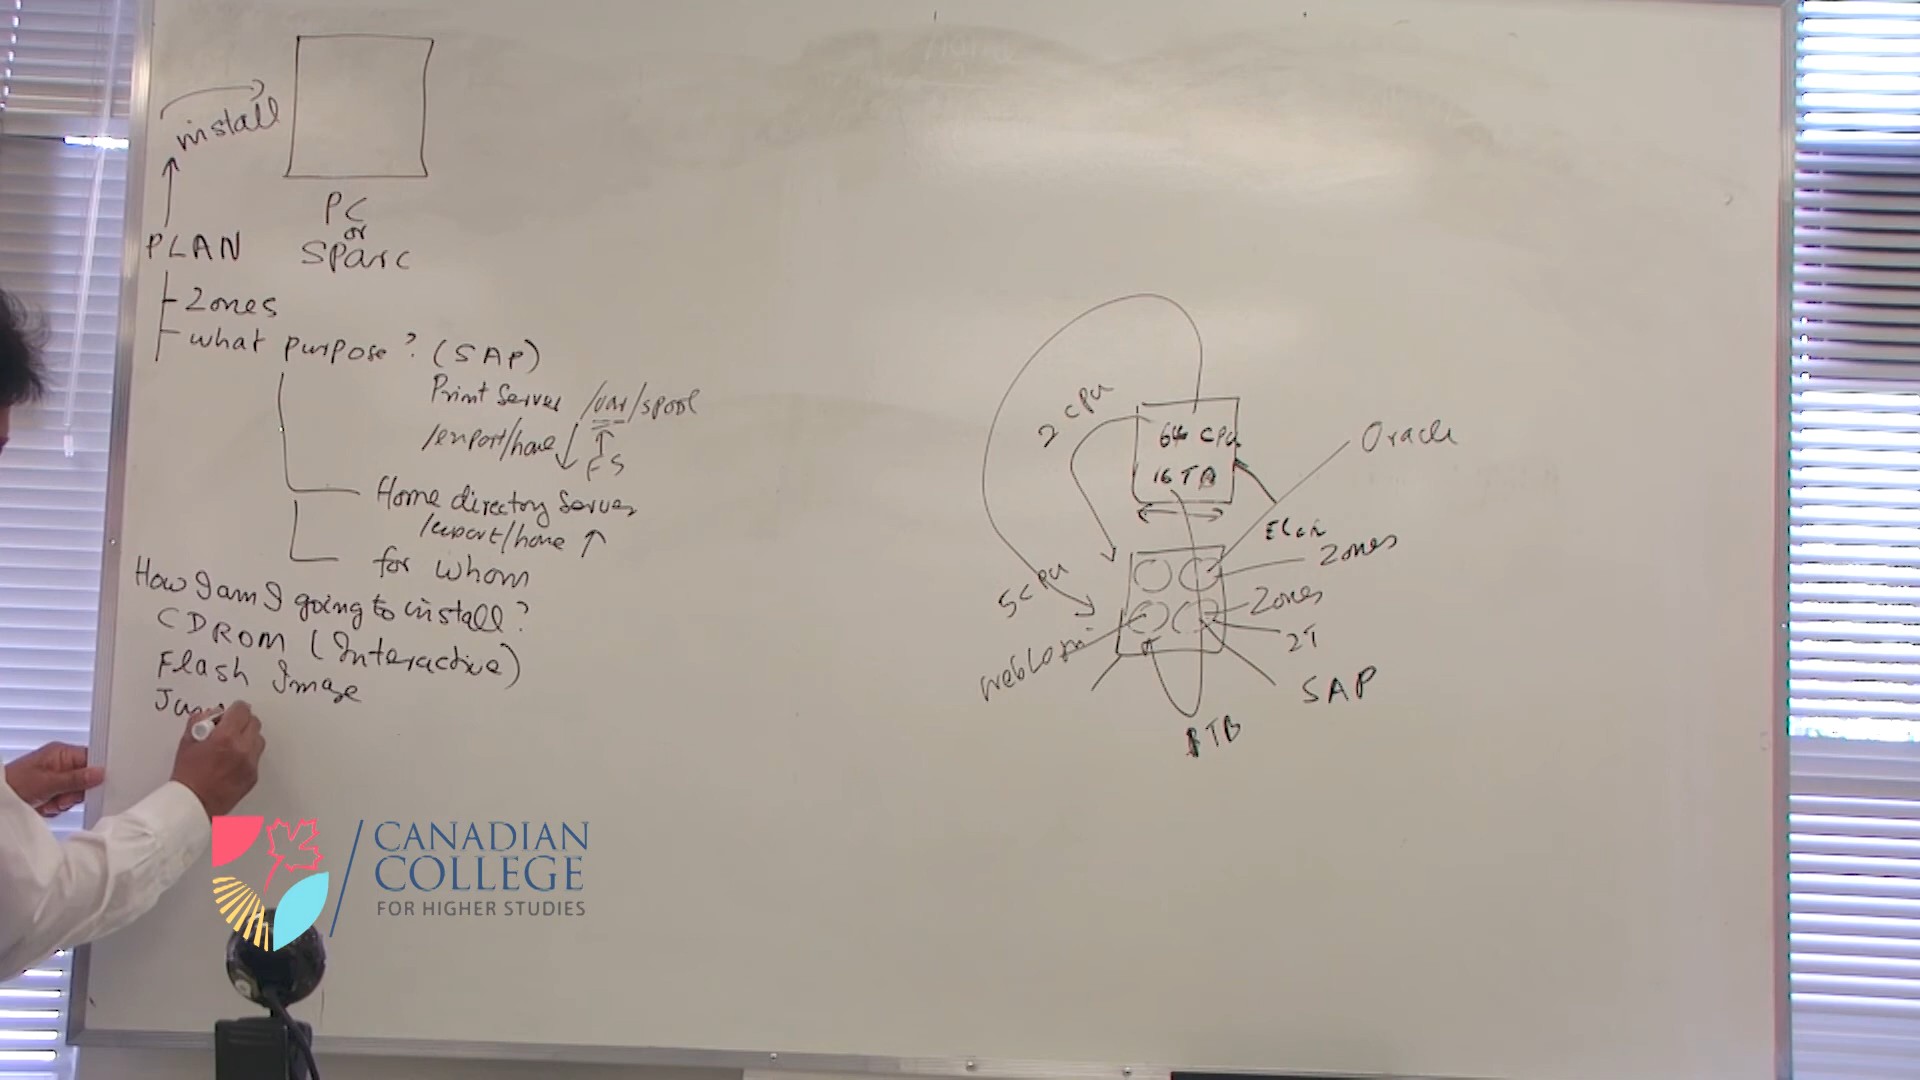 install
PC
or
SParc
PLAN
Zones
what purpose? (SAP)
Print Server /var/spool
/export/home
FS
Home directory Server
/export/home
for whom
How I am I going to install?
CDROM (Interactive)
Flash Image
2 CPU
64 CPU
16 TB
Oracle
Zones
5 CPU
Zones
2T
SAP
TB
CANADIAN
COLLEGE
FOR HIGHER STUDIES